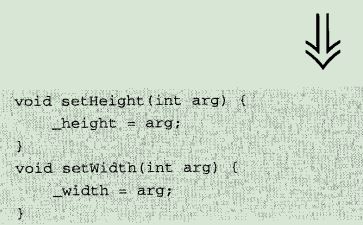 void setHeight(int arg) {
    _height = arg;
}
void setWidth(int arg) {
    _width = arg;
}